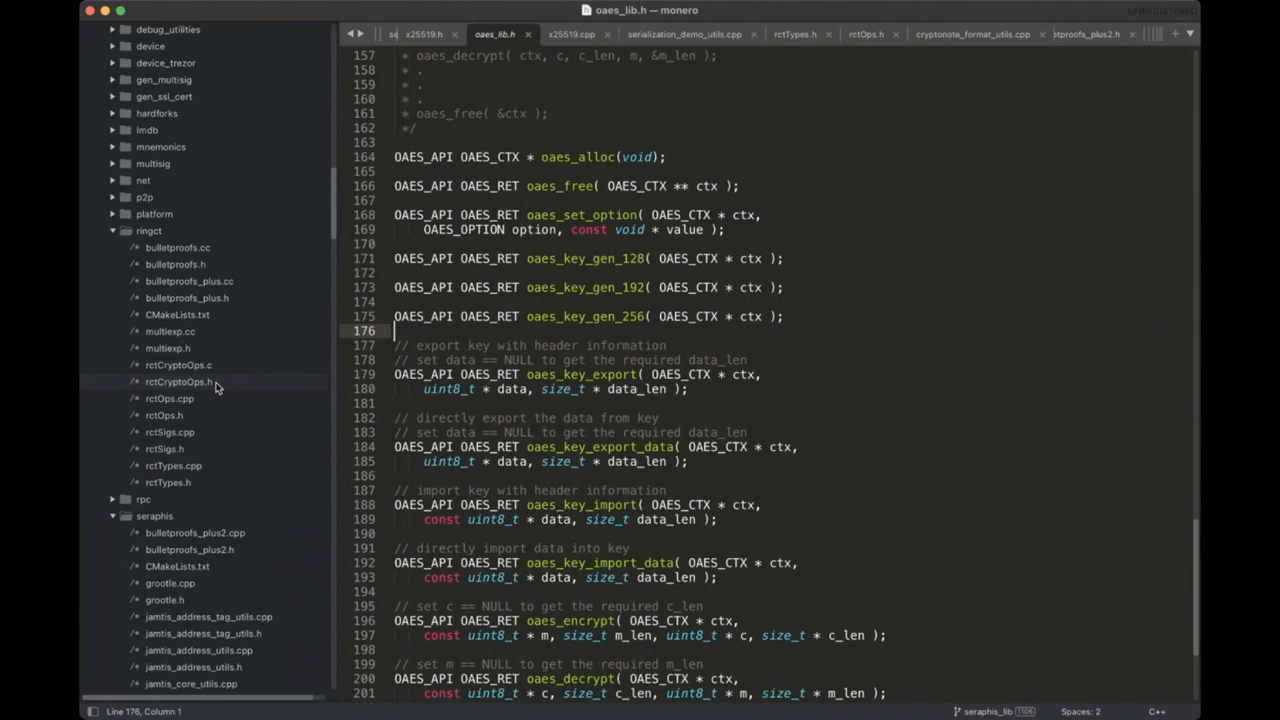 oaes_lib.h — monero
UNREGISTERED
debug_utilities
device
device_trezor
gen_multisig
gen_ssl_cert
hardforks
lmdb
mnemonics
multisig
net
p2p
platform
ringct
bulletproofs.cc
bulletproofs.h
bulletproofs_plus.cc
bulletproofs_plus.h
CMakeLists.txt
multiexp.cc
multiexp.h
rctCryptoOps.c
rctCryptoOps.h
rctOps.cpp
rctOps.h
rctSigs.cpp
rctSigs.h
rctTypes.cpp
rctTypes.h
rpc
seraphis
bulletproofs_plus2.cpp
bulletproofs_plus2.h
CMakeLists.txt
grootle.cpp
grootle.h
jamtis_address_tag_utils.cpp
jamtis_address_tag_utils.h
jamtis_address_utils.cpp
jamtis_address_utils.h
jamtis_core_utils.cpp
se x25519.h oaes_lib.h x25519.cpp serialization_demo_utils.cpp rctTypes.h rctOps.h cryptonote_format_utils.cpp etproofs_plus2.h
157 * oaes_decrypt( ctx, c, c_len, m, &m_len );
158 * .
159 * .
160 * .
161 * oaes_free( &ctx );
162 */
163
164 OAES_API OAES_CTX * oaes_alloc(void);
165
166 OAES_API OAES_RET oaes_free( OAES_CTX ** ctx );
167
168 OAES_API OAES_RET oaes_set_option( OAES_CTX * ctx,
169 OAES_OPTION option, const void * value );
170
171 OAES_API OAES_RET oaes_key_gen_128( OAES_CTX * ctx );
172
173 OAES_API OAES_RET oaes_key_gen_192( OAES_CTX * ctx );
174
175 OAES_API OAES_RET oaes_key_gen_256( OAES_CTX * ctx );
176
177 // export key with header information
178 // set data == NULL to get the required data_len
179 OAES_API OAES_RET oaes_key_export( OAES_CTX * ctx,
180 uint8_t * data, size_t * data_len );
181
182 // directly export the data from key
183 // set data == NULL to get the required data_len
184 OAES_API OAES_RET oaes_key_export_data( OAES_CTX * ctx,
185 uint8_t * data, size_t * data_len );
186
187 // import key with header information
188 OAES_API OAES_RET oaes_key_import( OAES_CTX * ctx,
189 const uint8_t * data, size_t data_len );
190
191 // directly import data into key
192 OAES_API OAES_RET oaes_key_import_data( OAES_CTX * ctx,
193 const uint8_t * data, size_t data_len );
194
195 // set c == NULL to get the required c_len
196 OAES_API OAES_RET oaes_encrypt( OAES_CTX * ctx,
197 const uint8_t * m, size_t m_len, uint8_t * c, size_t * c_len );
198
199 // set m == NULL to get the required m_len
200 OAES_API OAES_RET oaes_decrypt( OAES_CTX * ctx,
201 const uint8_t * c, size_t c_len, uint8_t * m, size_t * m_len );
Line 176, Column 1
seraphis_lib 1106 Spaces: 2 C++